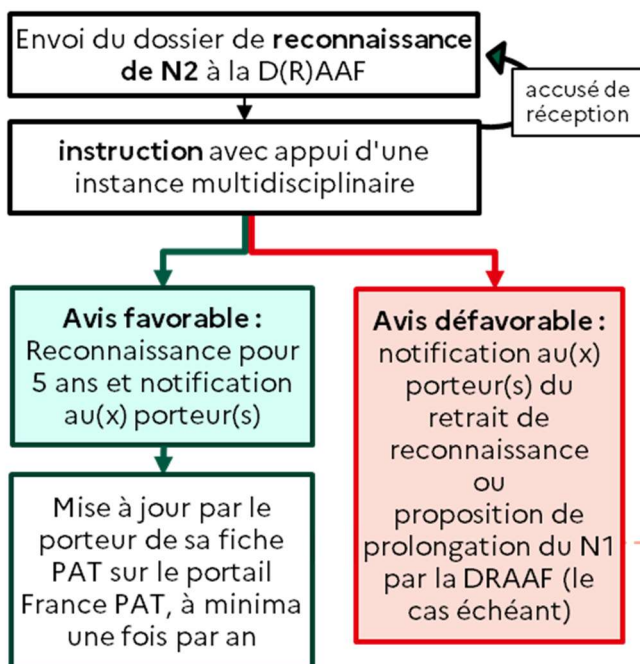 Envoi du dossier de reconnaissance
de N2 à la D(R)AAF
accusé de
réception
instruction avec appui d'une
instance multidisciplinaire
Avis favorable :
Reconnaissance pour
5 ans et notification
au(x) porteur(s)
Mise à jour par le
porteur de sa fiche
PAT sur le portail
France PAT, à minima
une fois par an
Avis défavorable :
notification au(x)
porteur(s) du
retrait de
reconnaissance
ou
proposition de
prolongation du N1
par la DRAAF (le
cas échéant)